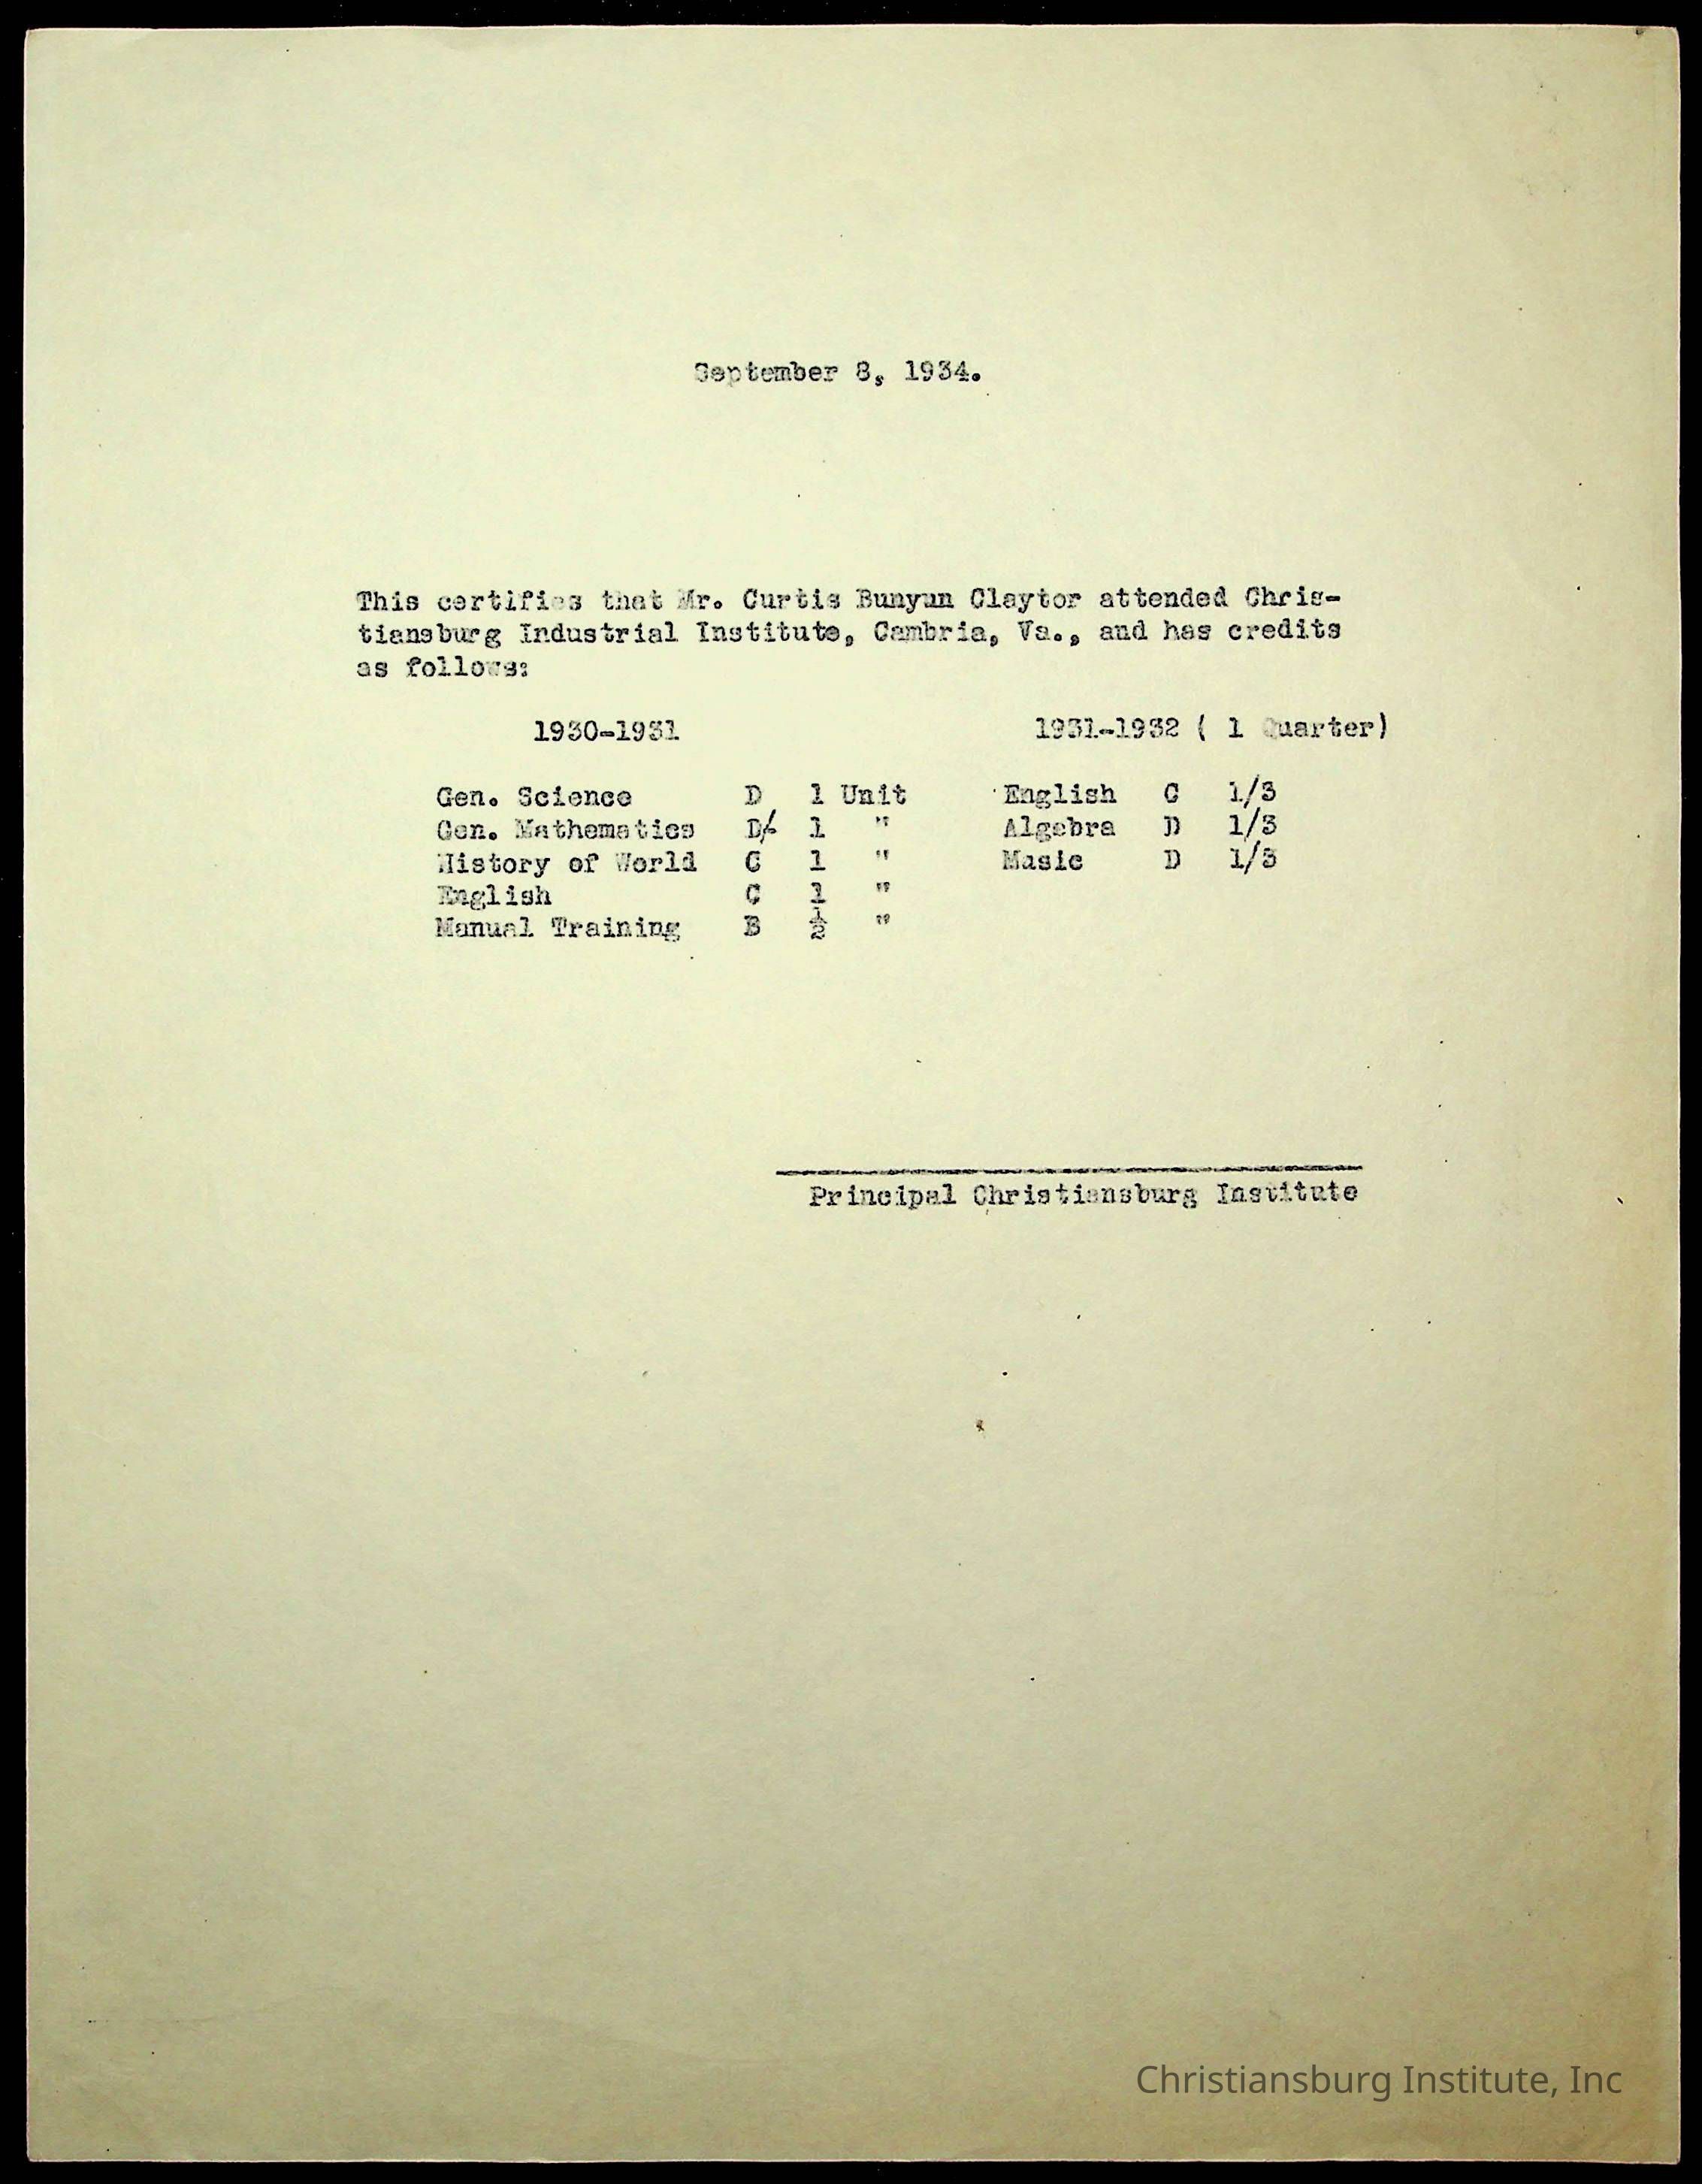 September 8, 1934.
This certifies that Mr. Curtis Bunyun Claytor attended Chris-
tiansburg Industrial Institute, Cambria, Va., and has credits
as follows:
1930-1931
Gen. Science D 1 Unit
Gen. Mathematics D/ 1 "
History of World C 1 "
English C 1 "
Manual Training B ½ "
1931-1932 ( 1 Quarter)
English C 1/3
Algebra D 1/3
Music D 1/3
Principal Christiansburg Institute
Christiansburg Institute, Inc